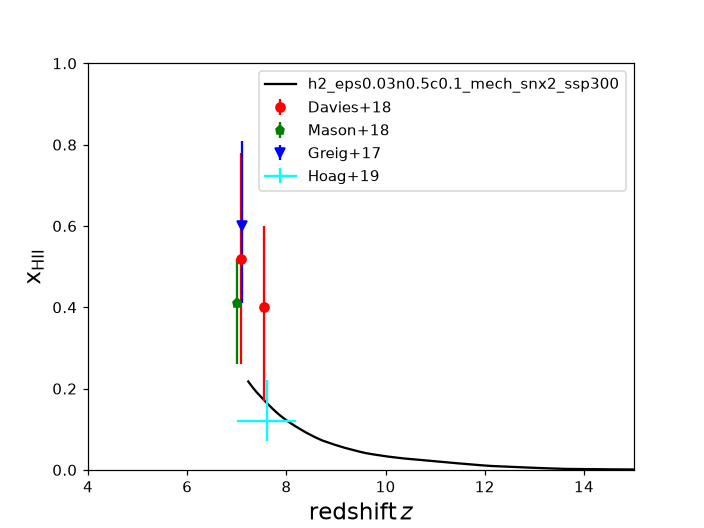 1.0
0.8
0.6
0.4
0.2
0.0
xHII
h2_eps0.03n0.5c0.1_mech_snx2_ssp300
Davies+18
Mason+18
Greig+17
Hoag+19
4 6 8 10 12 14
redshift z